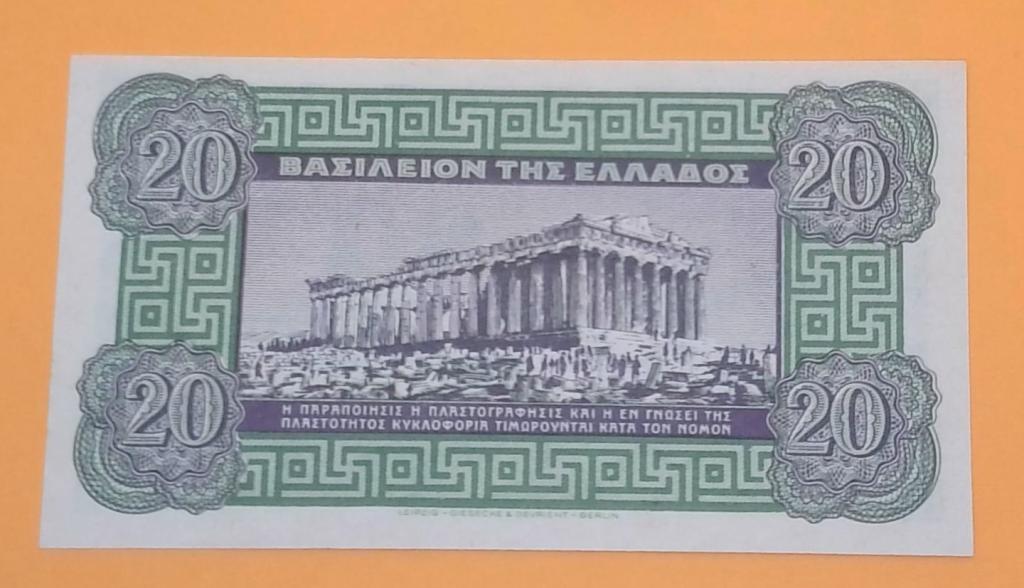 20 20
ΒΑΣΙΛΕΙΟΝ ΤΗΣ ΕΛΛΑΔΟΣ
20 20
Η ΠΑΡΑΠΟΙΗΣΙΣ Η ΠΛΑΣΤΟΓΡΑΦΗΣΙΣ ΚΑΙ Η ΕΝ ΓΝΩΣΕΙ ΤΗΣ
ΠΛΑΣΤΟΤΗΤΟΣ ΚΥΚΛΟΦΟΡΙΑ ΤΙΜΩΡΟΥΝΤΑΙ ΚΑΤΑ ΤΟΝ ΝΟΜΟΝ
LEIPZIG - GIESECKE & DEVRIENT - BERLIN